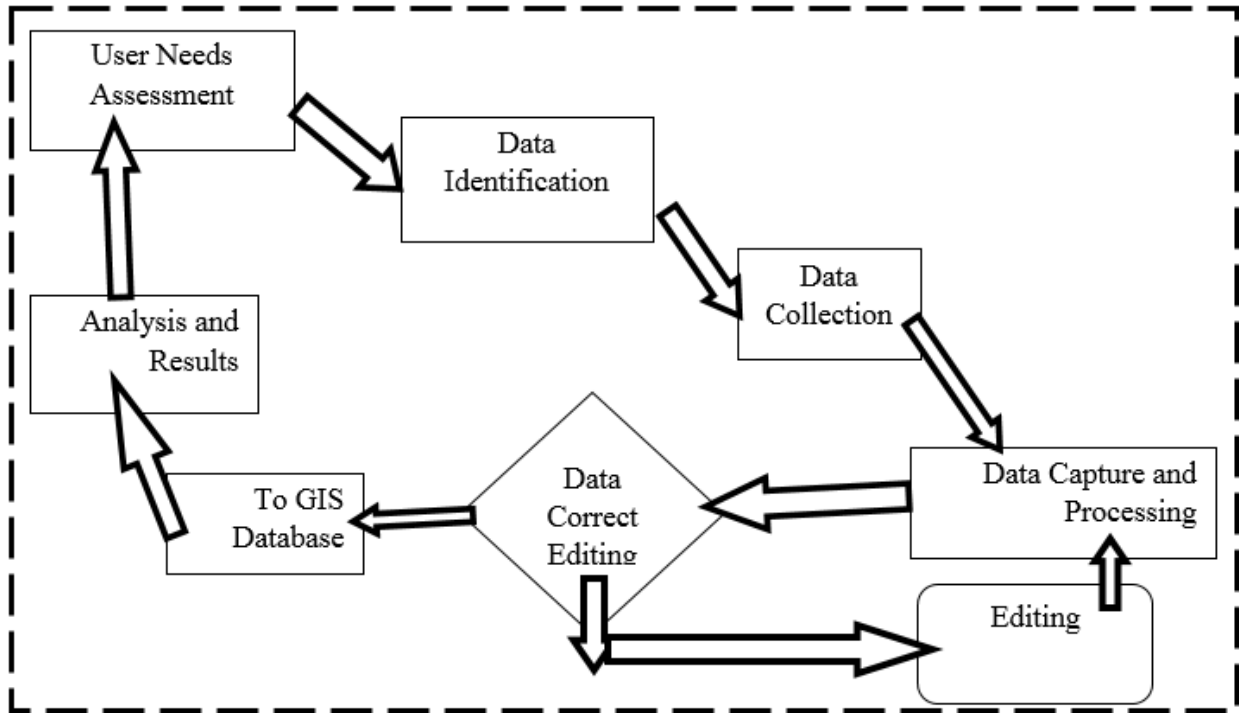 User Needs
Assessment
Data
Identification
Data
Collection
Analysis and
Results
Data Capture and
Processing
Data
Correct
Editing
To GIS
Database
Editing